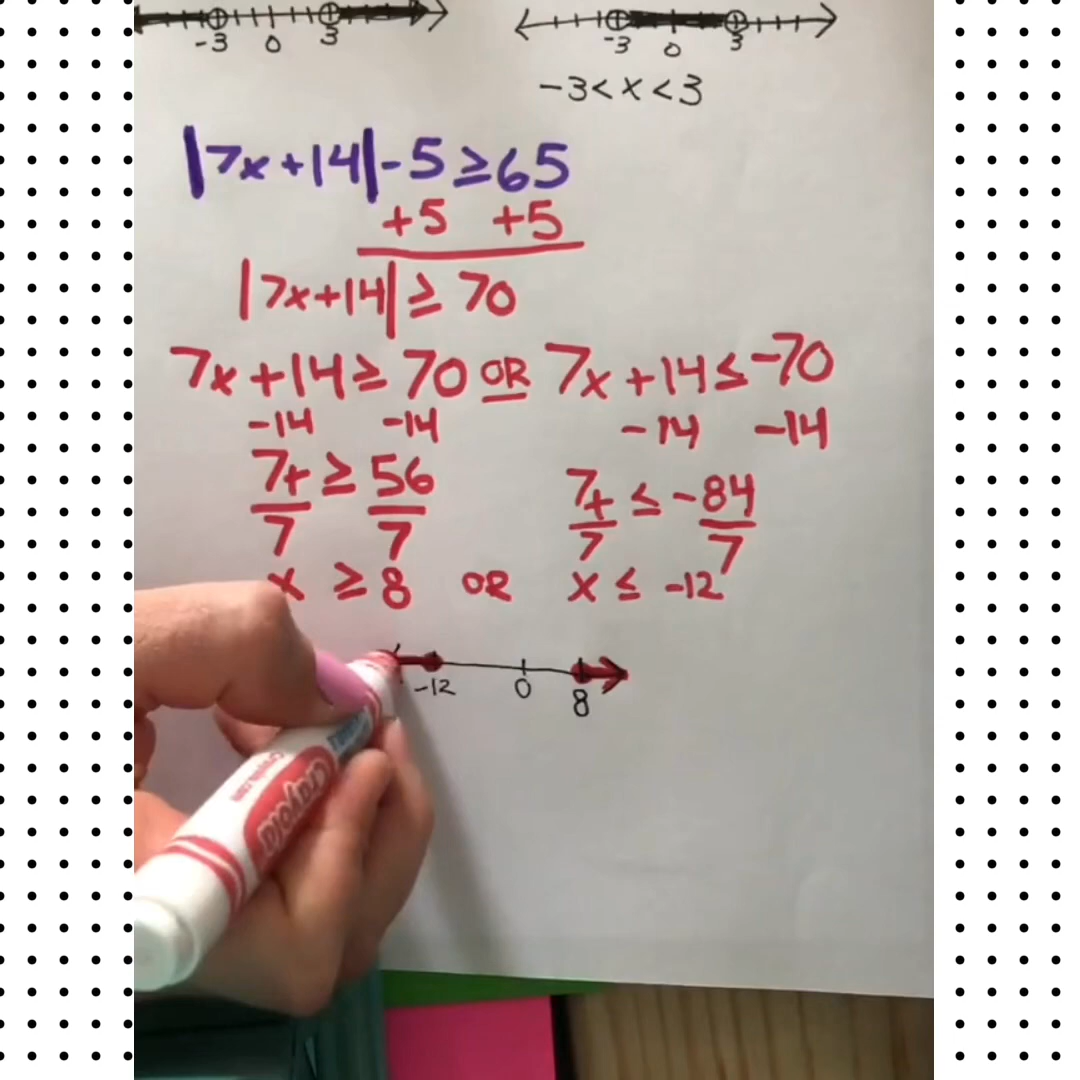 -3 0 3
-3 0 3
-3<x<3
|7x+14|-5≥65
+5 +5
|7x+14|≥70
7x+14≥70 OR 7x+14≤-70
-14 -14 -14 -14
7x≥56 7x≤-84
7 7 7 7
x ≥8 OR x≤ -12
-12 0 8
Crayola
Crayola.com